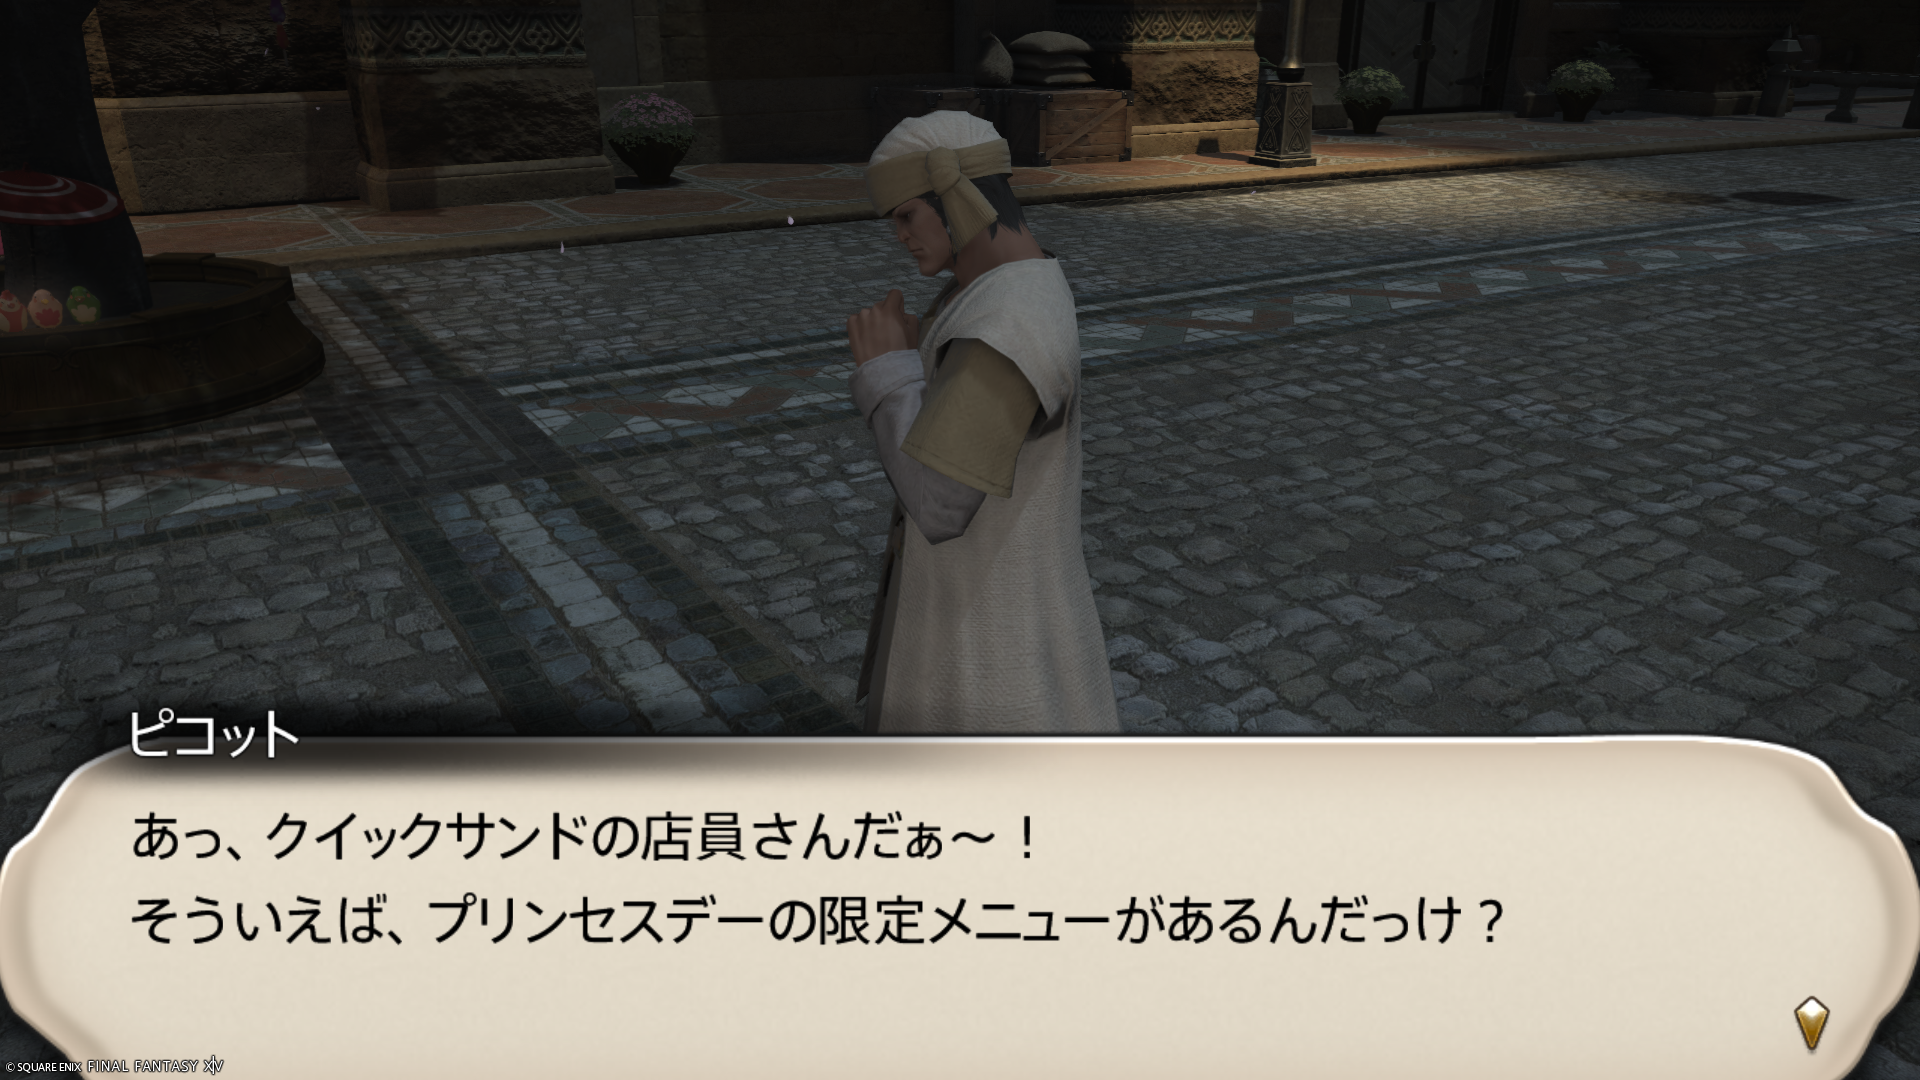 ピコット
あっ、クイックサンドの店員さんだぁ～！
そういえば、プリンセスデーの限定メニューがあるんだっけ？
© SQUARE ENIX FINAL FANTASY XIV